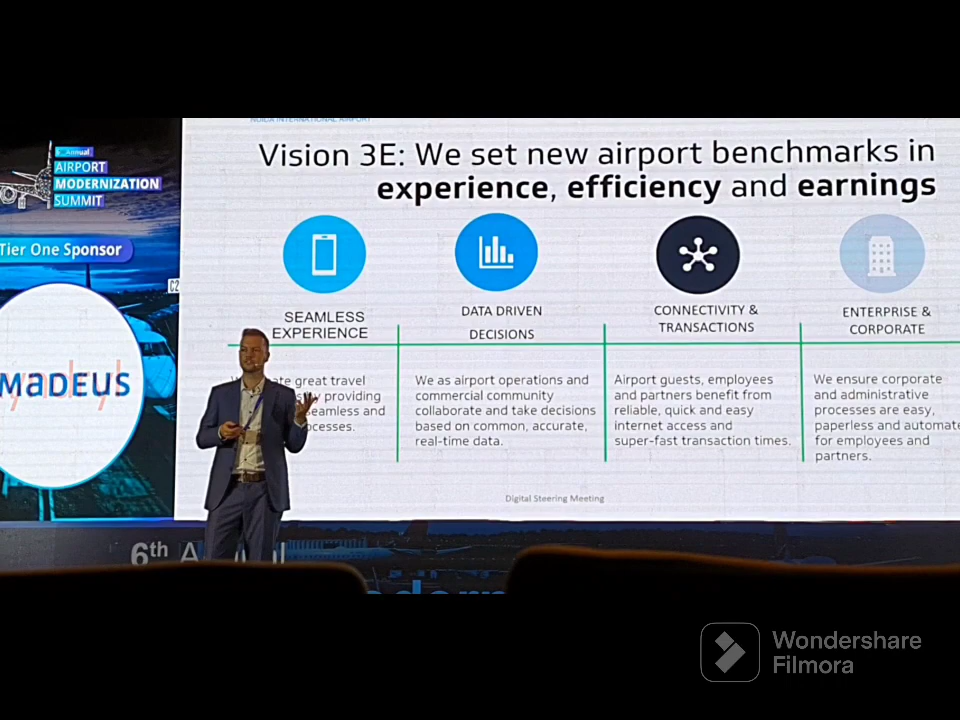 NOIDA INTERNATIONAL AIRPORT
Vision 3E: We set new airport benchmarks in
experience, efficiency and earnings
Annual
AIRPORT
MODERNIZATION
SUMMIT
Tier One Sponsor
C2
MADEUS
SEAMLESS
EXPERIENCE
ate great travel
by providing
seamless and
ocesses.
DATA DRIVEN
DECISIONS
We as airport operations and
commercial community
collaborate and take decisions
based on common, accurate,
real-time data.
CONNECTIVITY &
TRANSACTIONS
Airport guests, employees
and partners benefit from
reliable, quick and easy
internet access and
super-fast transaction times.
ENTERPRISE &
CORPORATE
We ensure corporate
and administrative
processes are easy,
paperless and automate
for employees and
partners.
Digital Steering Meeting
6th A
Wondershare
Filmora